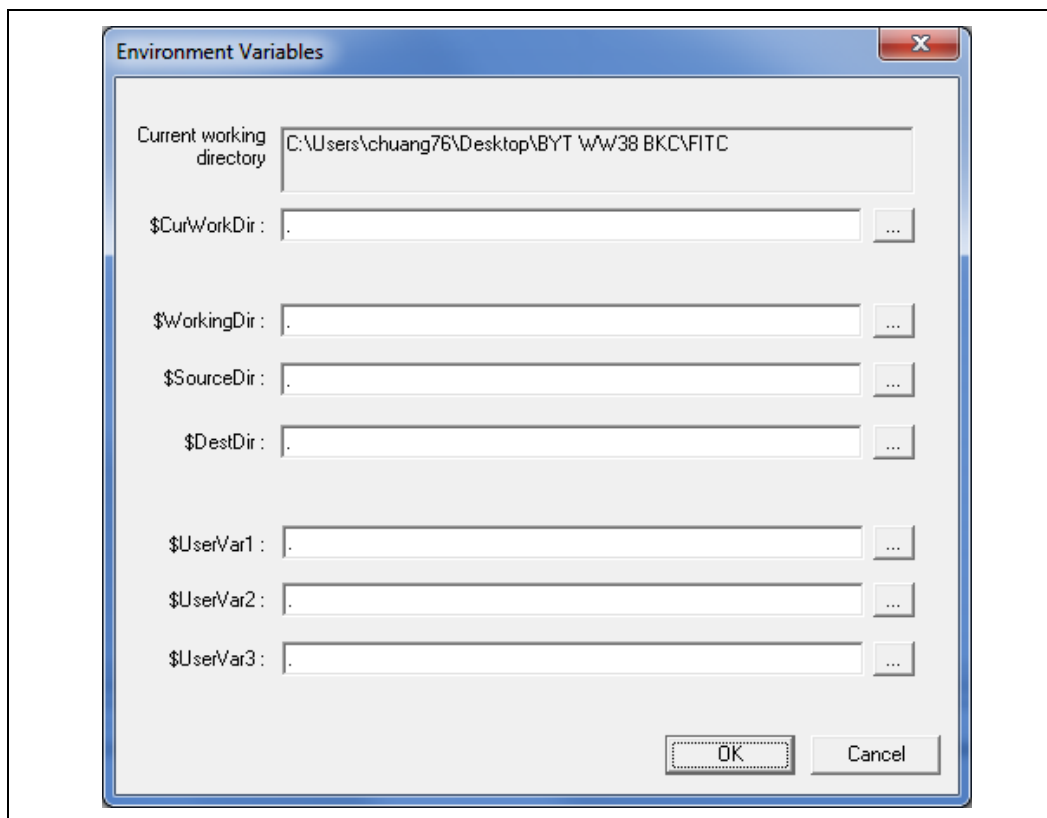 Environment Variables
Current working
directory
C:\Users\chuang76\Desktop\BYT WW38 BKC\FITC
$CurWorkDir : . ...
$WorkingDir : . ...
$SourceDir : . ...
$DestDir : . ...
$UserVar1 : . ...
$UserVar2 : . ...
$UserVar3 : . ...
OK Cancel